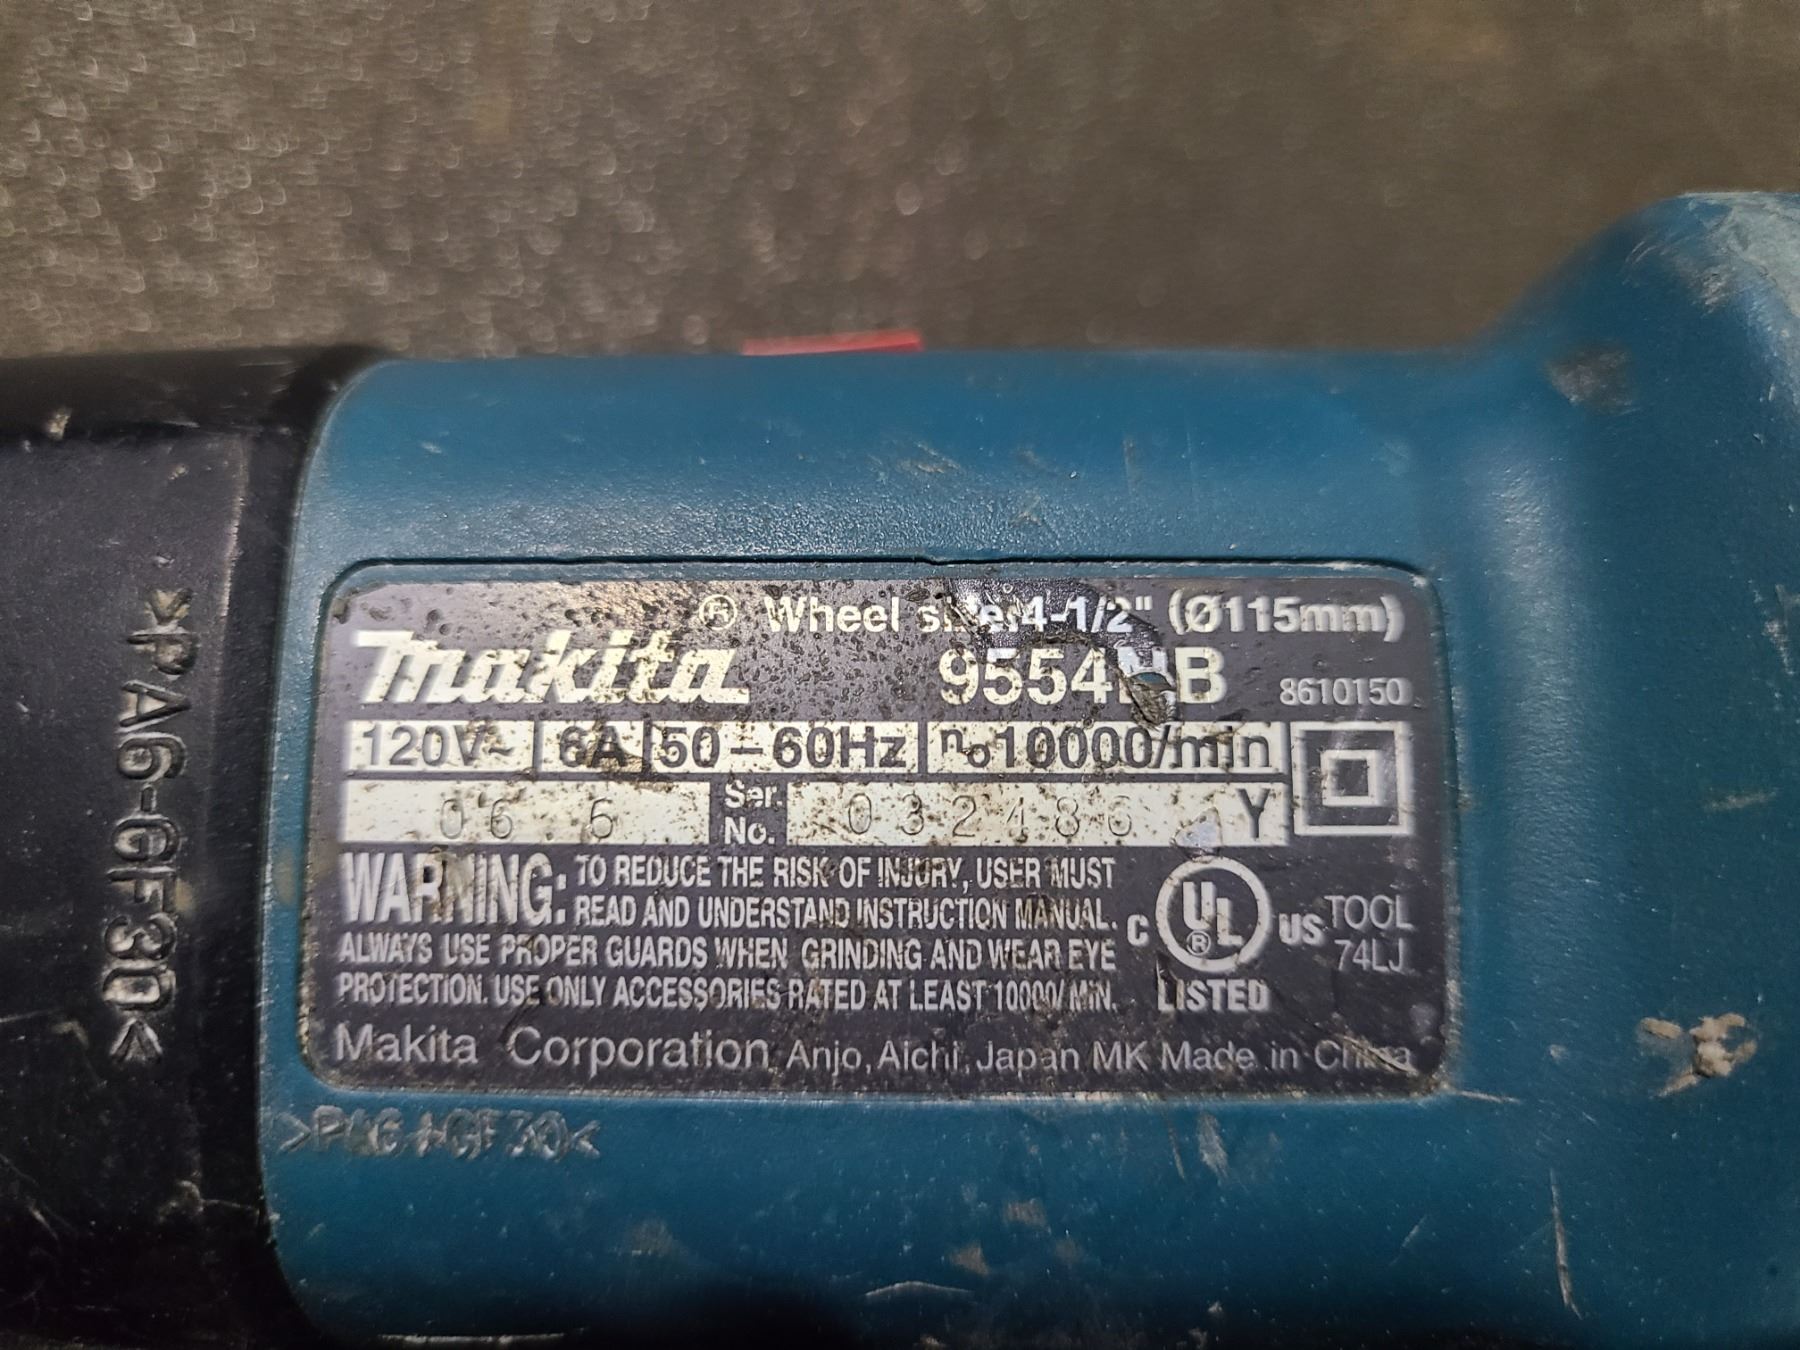 Wheel size 4-1/2" (Ø115mm)
makita 9554NB 8610150
120V~ 6A 50–60Hz n₀10000/min
06 6 Ser. No. Y
WARNING: TO REDUCE THE RISK OF INJURY, USER MUST
READ AND UNDERSTAND INSTRUCTION MANUAL.
ALWAYS USE PROPER GUARDS WHEN GRINDING AND WEAR EYE
PROTECTION. USE ONLY ACCESSORIES RATED AT LEAST 10000/MIN.
C UL® US LISTED
TOOL
74LJ
Makita Corporation Anjo, Aichi, Japan MK Made in China
>PA6-GF30<
>PA6-GF30<